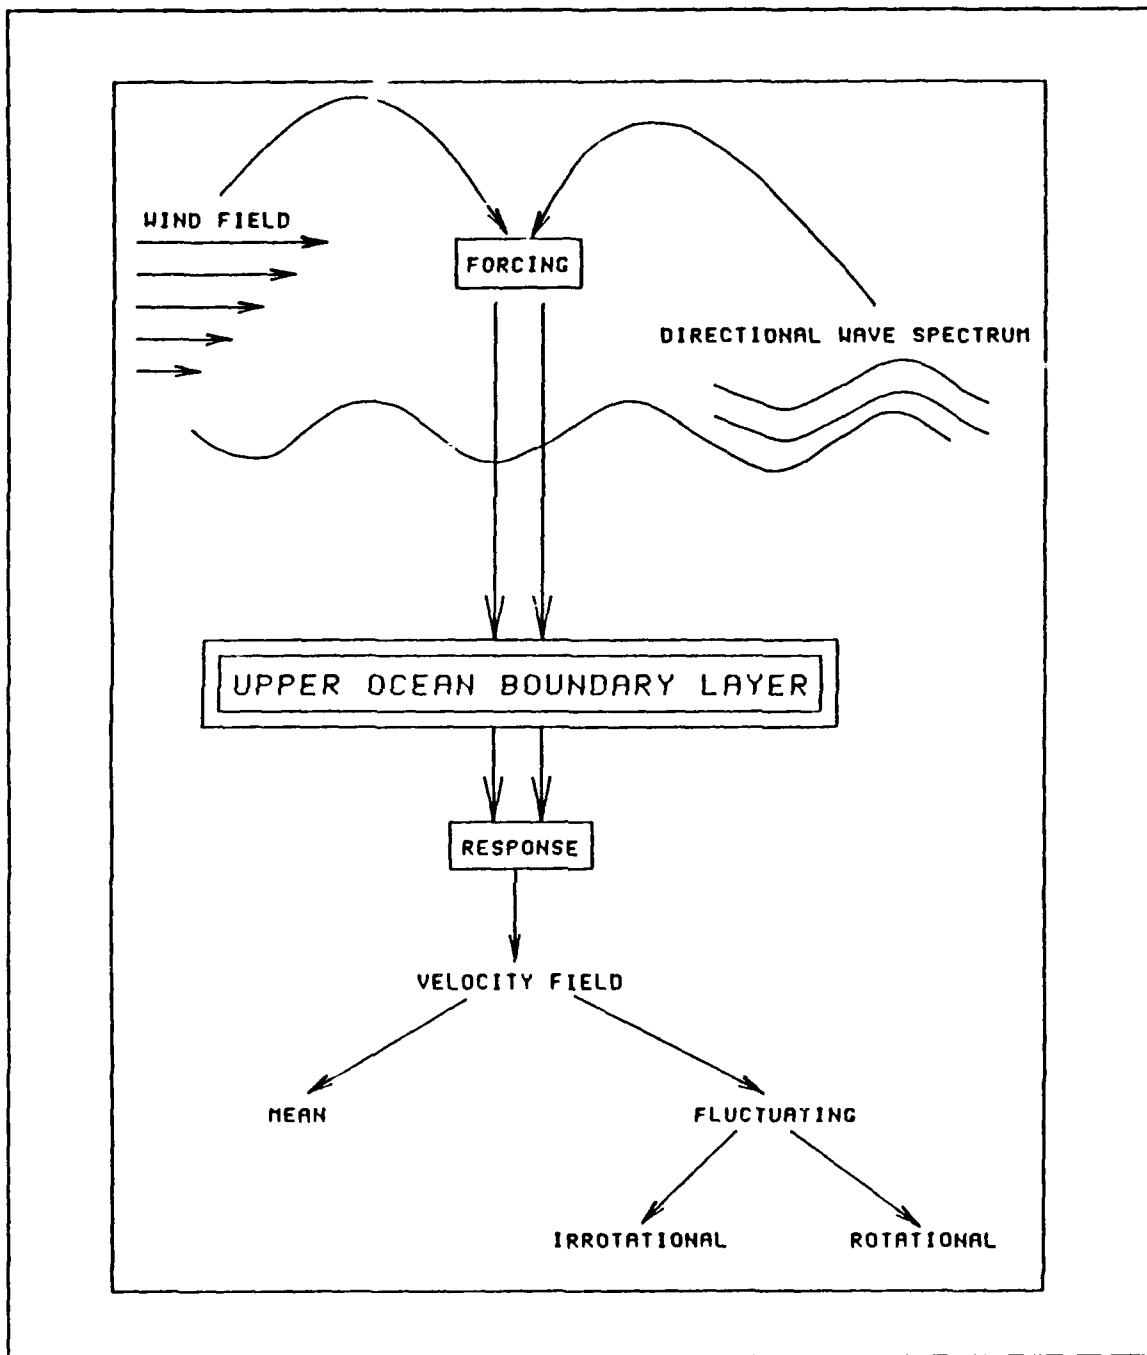 WIND FIELD
FORCING
DIRECTIONAL WAVE SPECTRUM
UPPER OCEAN BOUNDARY LAYER
RESPONSE
VELOCITY FIELD
MEAN
FLUCTUATING
IRROTATIONAL
ROTATIONAL